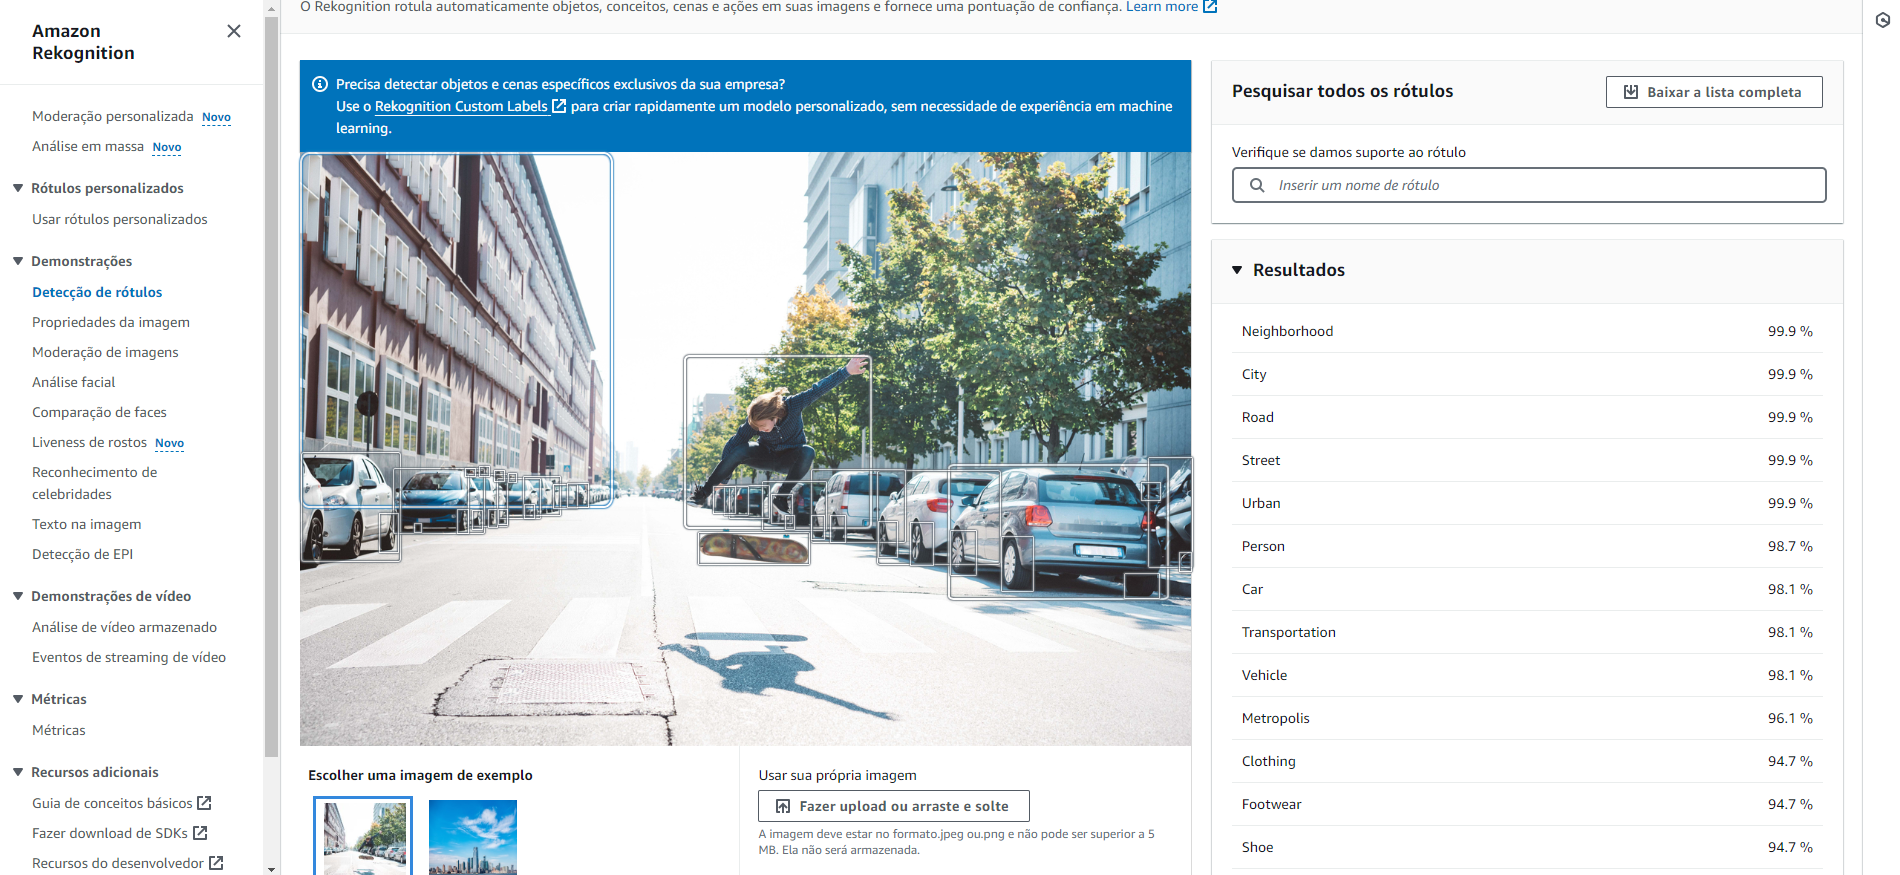 Amazon
Rekognition
Moderação personalizada Novo
Análise em massa Novo
Rótulos personalizados
Usar rótulos personalizados
Demonstrações
Detecção de rótulos
Propriedades da imagem
Moderação de imagens
Análise facial
Comparação de faces
Liveness de rostos Novo
Reconhecimento de
celebridades
Texto na imagem
Detecção de EPI
Demonstrações de vídeo
Análise de vídeo armazenado
Eventos de streaming de vídeo
Métricas
Métricas
Recursos adicionais
Guia de conceitos básicos
Fazer download de SDKs
Recursos do desenvolvedor
O Rekognition rotula automaticamente objetos, conceitos, cenas e ações em suas imagens e fornece uma pontuação de confiança. Learn more
Precisa detectar objetos e cenas específicos exclusivos da sua empresa?
Use o Rekognition Custom Labels para criar rapidamente um modelo personalizado, sem necessidade de experiência em machine
learning.
Escolher uma imagem de exemplo
Usar sua própria imagem
Fazer upload ou arraste e solte
A imagem deve estar no formato.jpeg ou.png e não pode ser superior a 5
MB. Ela não será armazenada.
Pesquisar todos os rótulos
Baixar a lista completa
Verifique se damos suporte ao rótulo
Inserir um nome de rótulo
Resultados
Neighborhood 99.9 %
City 99.9 %
Road 99.9 %
Street 99.9 %
Urban 99.9 %
Person 98.7 %
Car 98.1 %
Transportation 98.1 %
Vehicle 98.1 %
Metropolis 96.1 %
Clothing 94.7 %
Footwear 94.7 %
Shoe 94.7 %